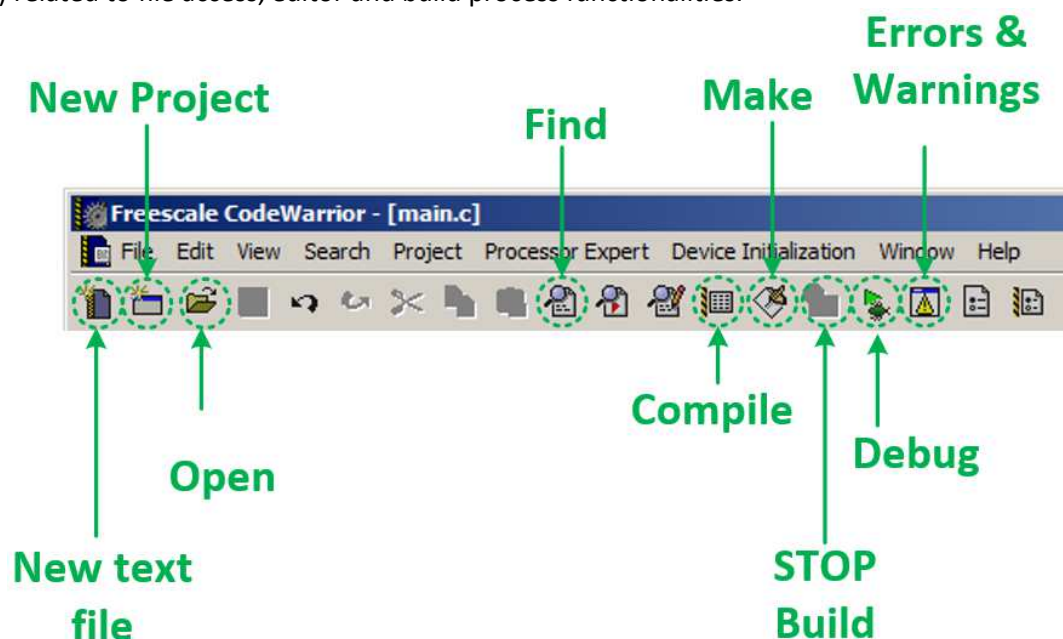 related to file access, editor and build process functionalities.
Errors &
Warnings
New Project
Make
Find
Freescale CodeWarrior - [main.c]
File Edit View Search Project Processor Expert Device Initialization Window Help
Compile
Debug
Open
New text
file
STOP
Build